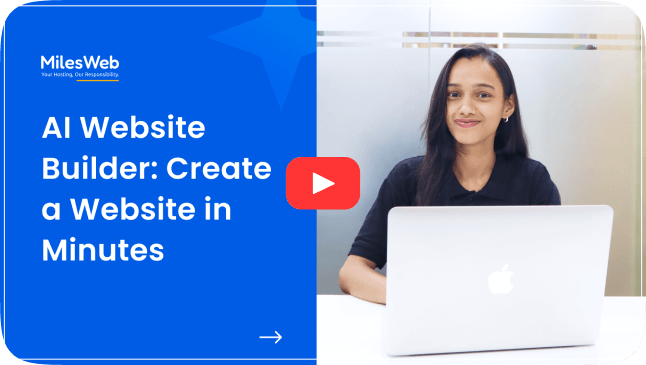 MilesWeb
Your Hosting, Our Responsibility.
AI Website
Builder: Create
a Website in
Minutes